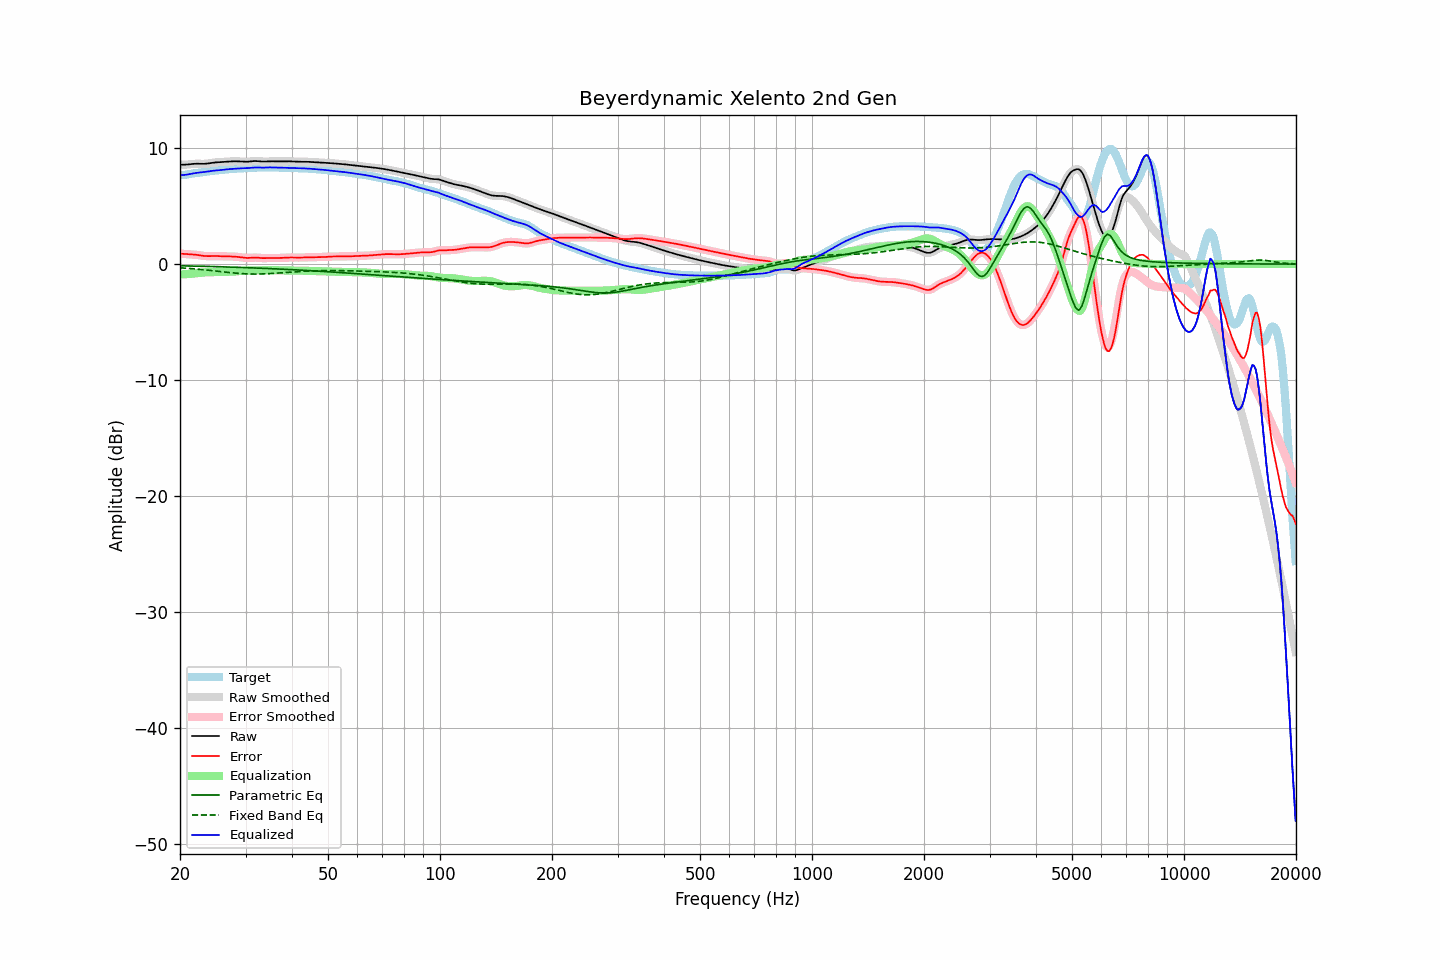 Beyerdynamic Xelento 2nd Gen
10
0
−10
−20
−30
−40
−50
Amplitude (dBr)
Target
Raw Smoothed
Error Smoothed
Raw
Error
Equalization
Parametric Eq
Fixed Band Eq
Equalized
20 50 100 200 500 1000 2000 5000 10000 20000
Frequency (Hz)